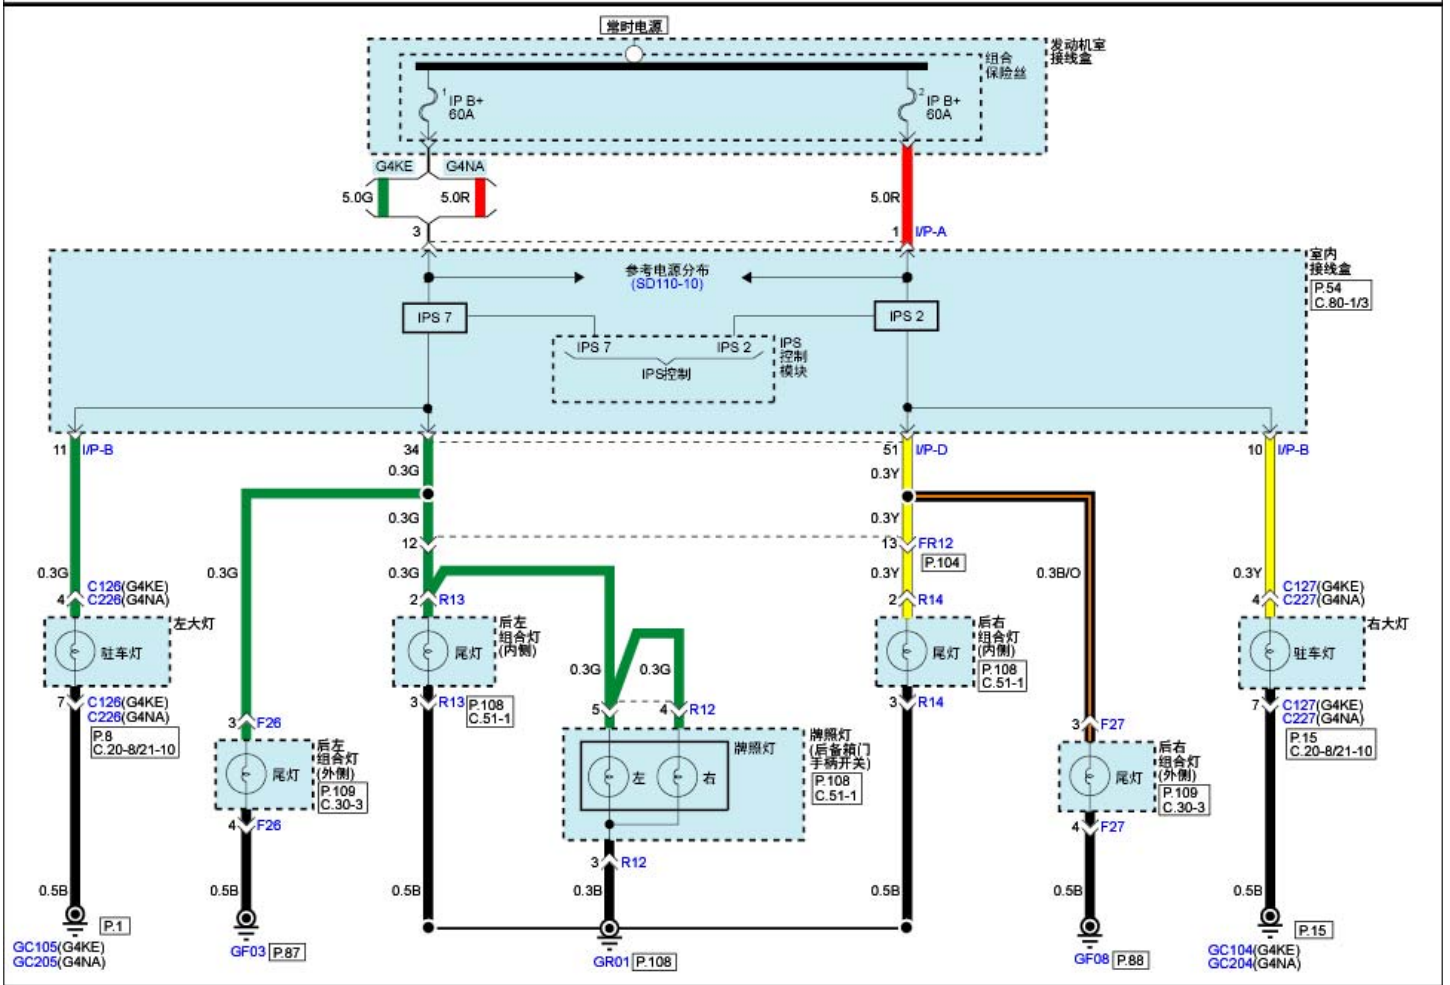 常时电源
发动机室
接线盒
组合
保险丝
1
IP B+
60A
2
IP B+
60A
G4KE
G4NA
5.0G
5.0R
5.0R
3
1
I/P-A
室内
接线盒
P.54
C.80-1/3
参考电源分布
(SD110-10)
IPS 7
IPS 2
IPS 7
IPS 2
IPS控制
IPS
控制
模块
11
I/P-B
34
51
I/P-D
10
I/P-B
0.3G
0.3Y
0.3G
0.3Y
12
13
FR12
P.104
0.3G
0.3G
0.3G
0.3Y
0.3B/O
0.3Y
C126(G4KE)
4
C226(G4NA)
2
R13
2
R14
C127(G4KE)
4
C227(G4NA)
左大灯
驻车灯
后左
组合灯
(内侧)
尾灯
后右
组合灯
(内侧)
尾灯
P.108
C.51-1
右大灯
驻车灯
0.3G
0.3G
7
C126(G4KE)
C226(G4NA)
P.8
C.20-8/21-10
3
R13
P.108
C.51-1
5
4
R12
3
R14
7
C127(G4KE)
C227(G4NA)
P.15
C.20-8/21-10
3
F26
3
F27
后左
组合灯
(外侧)
尾灯
P.109
C.30-3
牌照灯
左
右
牌照灯
(后备箱门
手柄开关)
P.108
C.51-1
后右
组合灯
(外侧)
尾灯
P.109
C.30-3
4
F26
4
F27
3
R12
0.5B
0.5B
0.5B
0.3B
0.5B
0.5B
0.5B
P.1
GC105(G4KE)
GC205(G4NA)
GF03
P.87
GR01
P.108
GF08
P.88
P.15
GC104(G4KE)
GC204(G4NA)